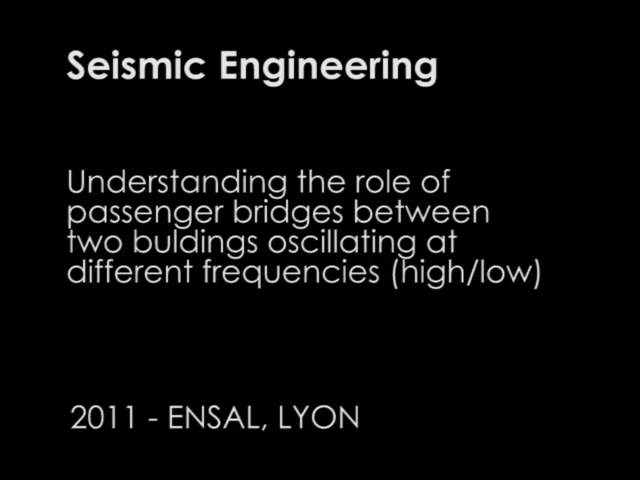 Seismic Engineering
Understanding the role of
passenger bridges between
two buldings oscillating at
different frequencies (high/low)
2011 - ENSAL, LYON